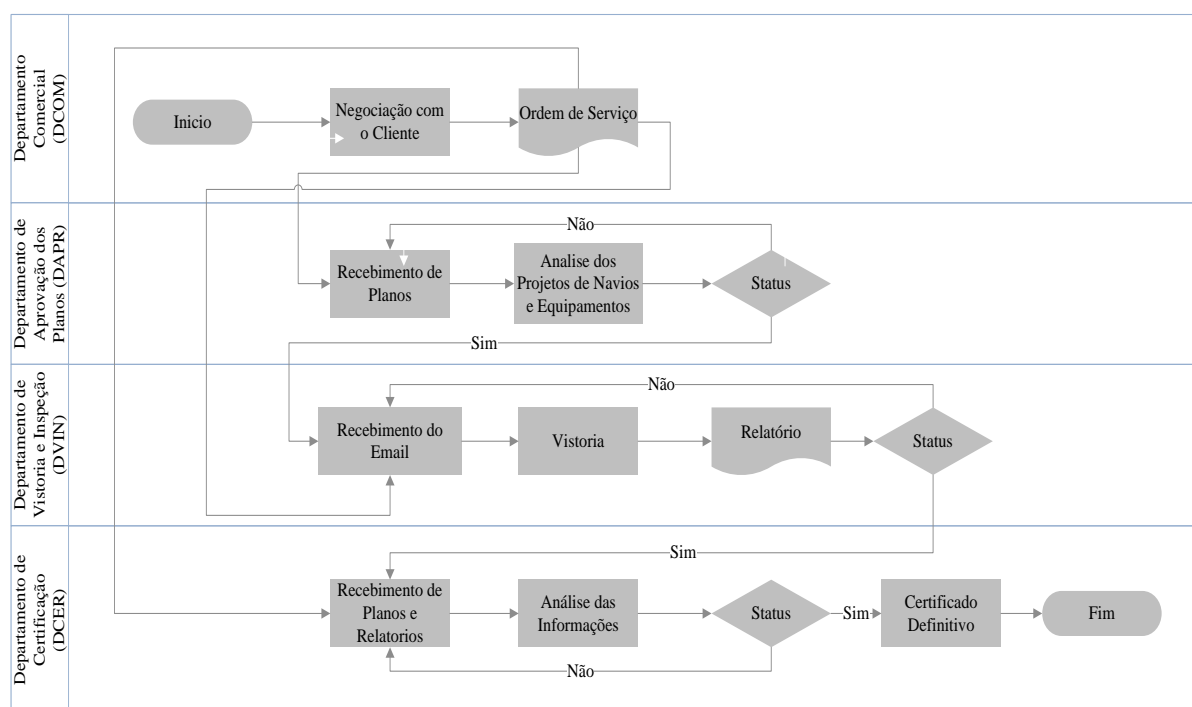 Departamento
Comercial
(DCOM)
Inicio
Negociação com
o Cliente
Ordem de Serviço
Departamento de
Aprovação dos
Planos (DAPR)
Não
Recebimento de
Planos
Analise dos
Projetos de Navios
e Equipamentos
Status
Sim
Departamento de
Vistoria e Inspeção
(DVIN)
Não
Recebimento do
Email
Vistoria
Relatório
Status
Departamento de
Certificação
(DCER)
Sim
Recebimento de
Planos e
Relatorios
Análise das
Informações
Status
Sim
Certificado
Definitivo
Fim
Não